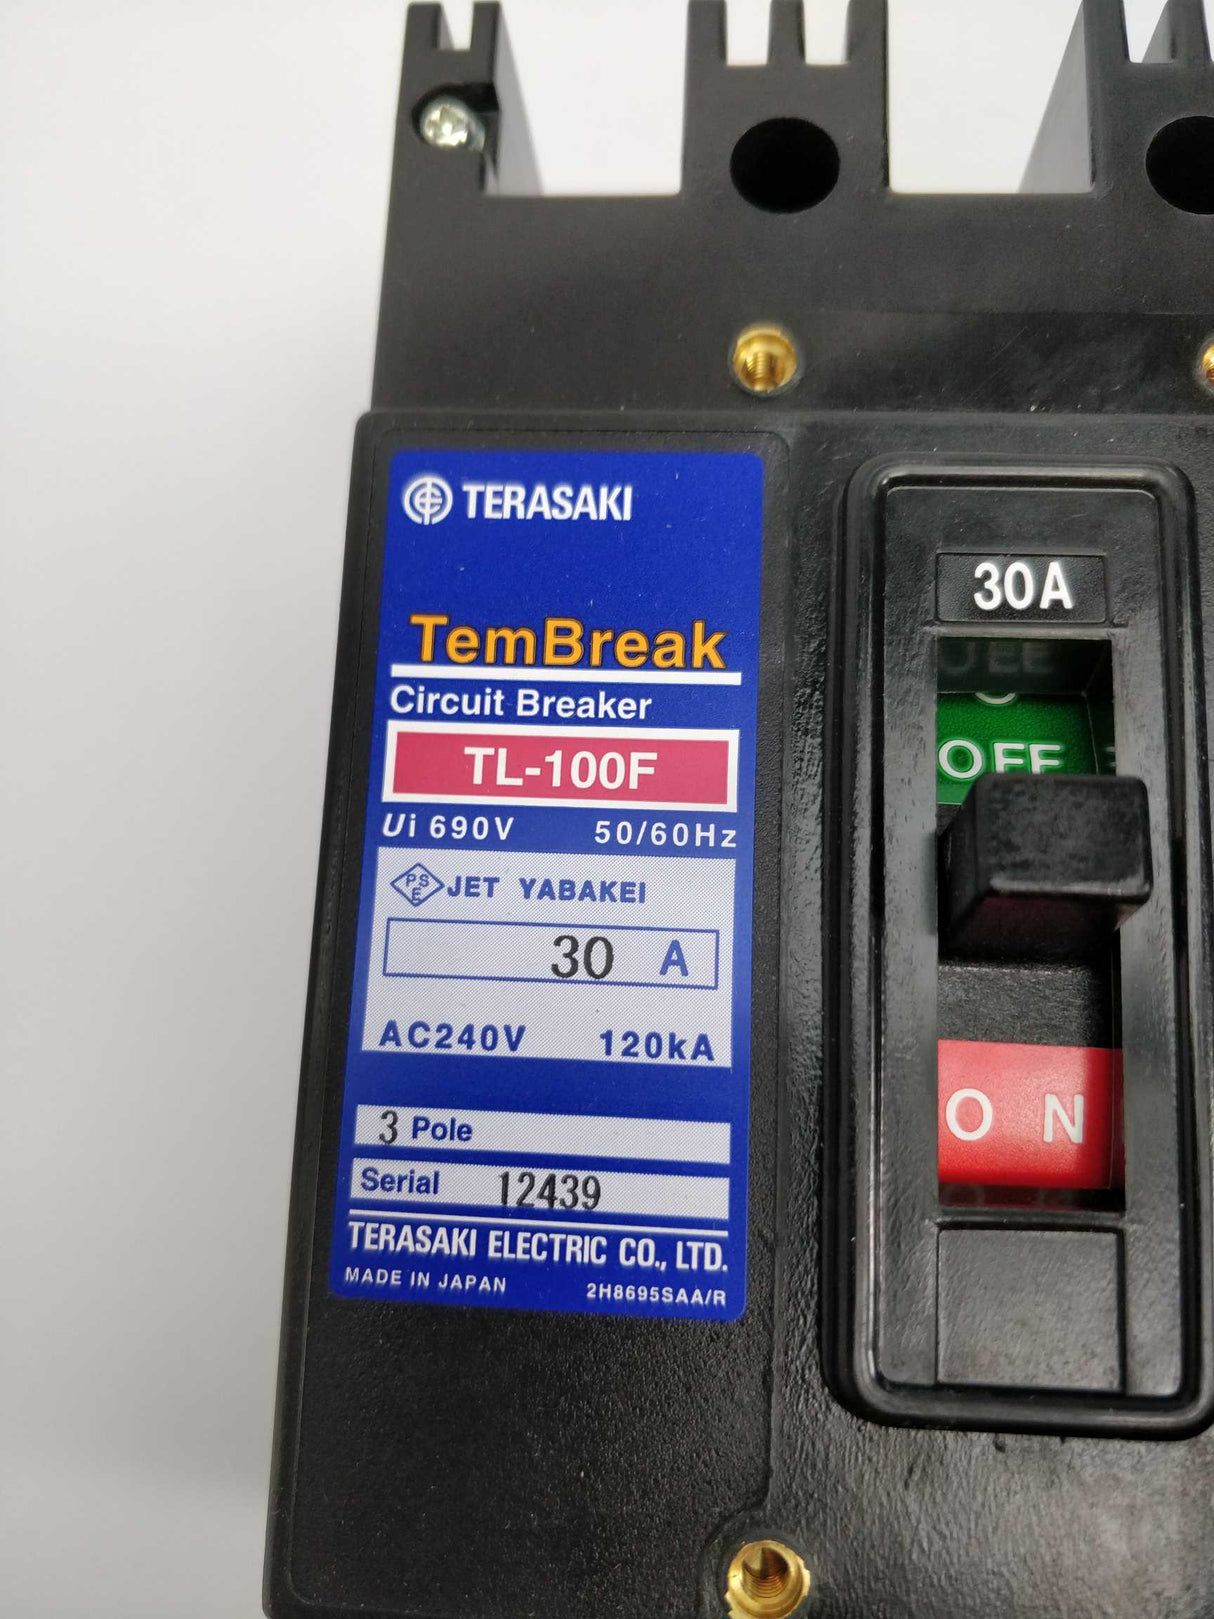 TERASAKI
TemBreak
Circuit Breaker
TL-100F
Ui 690V 50/60Hz
PSE JET YABAKEI
30 A
AC240V 120kA
3 Pole
Serial 12439
TERASAKI ELECTRIC CO., LTD.
MADE IN JAPAN 2H8695SAA/R
30A
OFF
ON